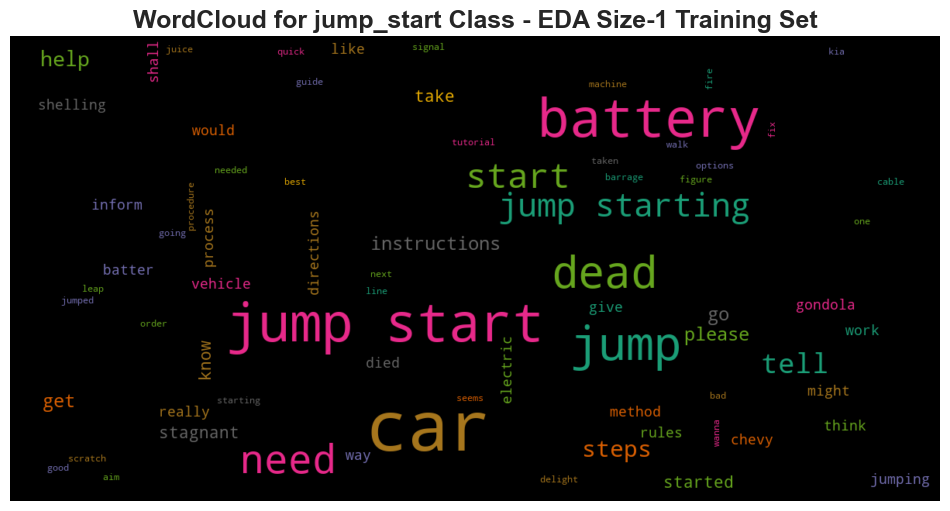 WordCloud for jump_start Class - EDA Size-1 Training Set
juice
quick
like
signal
kia
help
shall
guide
machine
fire
shelling
take
battery
would
tutorial
walk
fix
needed
best
start
taken
options
barrage
figure
cable
procedure
inform
jump starting
one
process
going
directions
instructions
batter
next
dead
leap
vehicle
line
jumped
give
gondola
order
jump start
go
jump
please
work
know
died
electric
tell
get
really
starting
seems
bad
might
stagnant
car
method
wanna
rules
chevy
think
good
scratch
need
way
steps
aim
delight
started
jumping